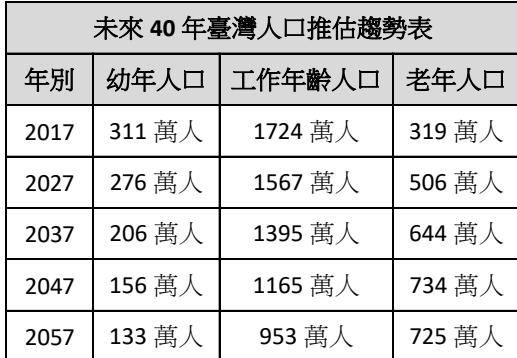 未來 40 年臺灣人口推估趨勢表
年別 幼年人口 工作年齡人口 老年人口
2017 311 萬人 1724 萬人 319 萬人
2027 276 萬人 1567 萬人 506 萬人
2037 206 萬人 1395 萬人 644 萬人
2047 156 萬人 1165 萬人 734 萬人
2057 133 萬人 953 萬人 725 萬人